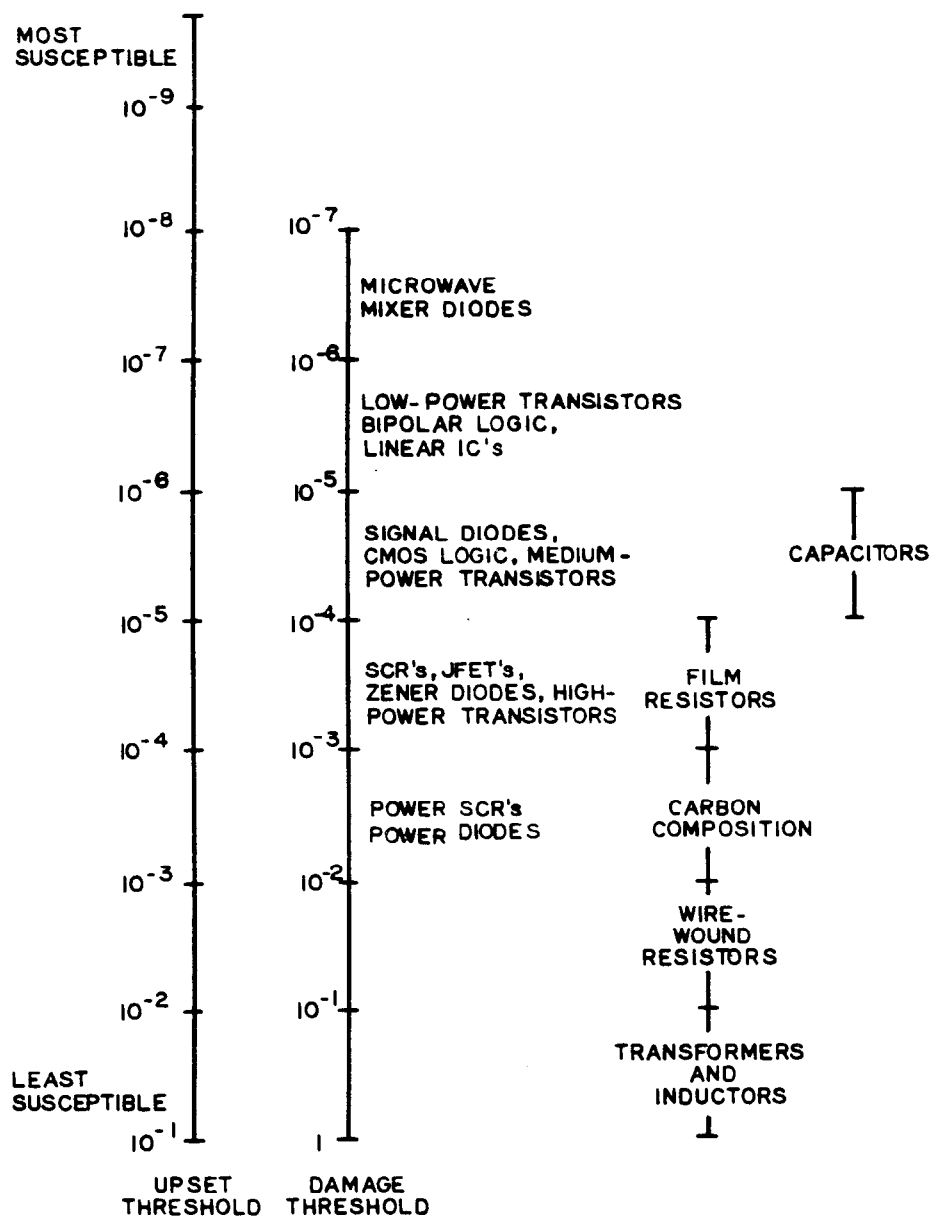 MOST
SUSCEPTIBLE
10-9
10-8
10-7
10-6
10-5
10-4
10-3
10-2
LEAST
SUSCEPTIBLE
10-1
UPSET
THRESHOLD
10-7
MICROWAVE
MIXER DIODES
10-6
LOW-POWER TRANSISTORS
BIPOLAR LOGIC,
LINEAR IC's
10-5
SIGNAL DIODES,
CMOS LOGIC, MEDIUM-
POWER TRANSISTORS
10-4
SCR's, JFET's,
ZENER DIODES, HIGH-
POWER TRANSISTORS
10-3
POWER SCR's
POWER DIODES
10-2
10-1
1
DAMAGE
THRESHOLD
FILM
RESISTORS
CARBON
COMPOSITION
WIRE-
WOUND
RESISTORS
TRANSFORMERS
AND
INDUCTORS
CAPACITORS